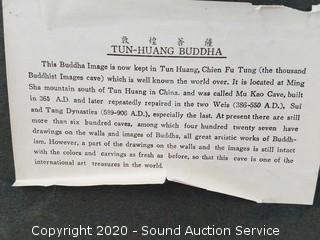 敦煌菩薩
TUN-HUANG BUDDHA
This Buddha Image is now kept in Tun Huang, Chien Fu Tung (the thousand
Buddhist Images cave) which is well known the world over. It is located at Ming
Sha mountain south of Tun Huang in China. and was called Mu Kao Cave, built
in 365 A.D. and later repeatedly repaired in the two Weis (386-550 A.D.), Sui
and Tang Dynasties (589-906 A.D.), especially the last. At present there are still
more than six hundred caves, among which four hundred twenty seven have
drawings on the walls and images of Buddha, all great artistic works of Buddh-
ism. However, a part of the drawings on the walls and the images is still intact
with the colors and carvings as fresh as before, so that this cave is one of the
international art treasures in the world.
Copyright 2020 - Sound Auction Service